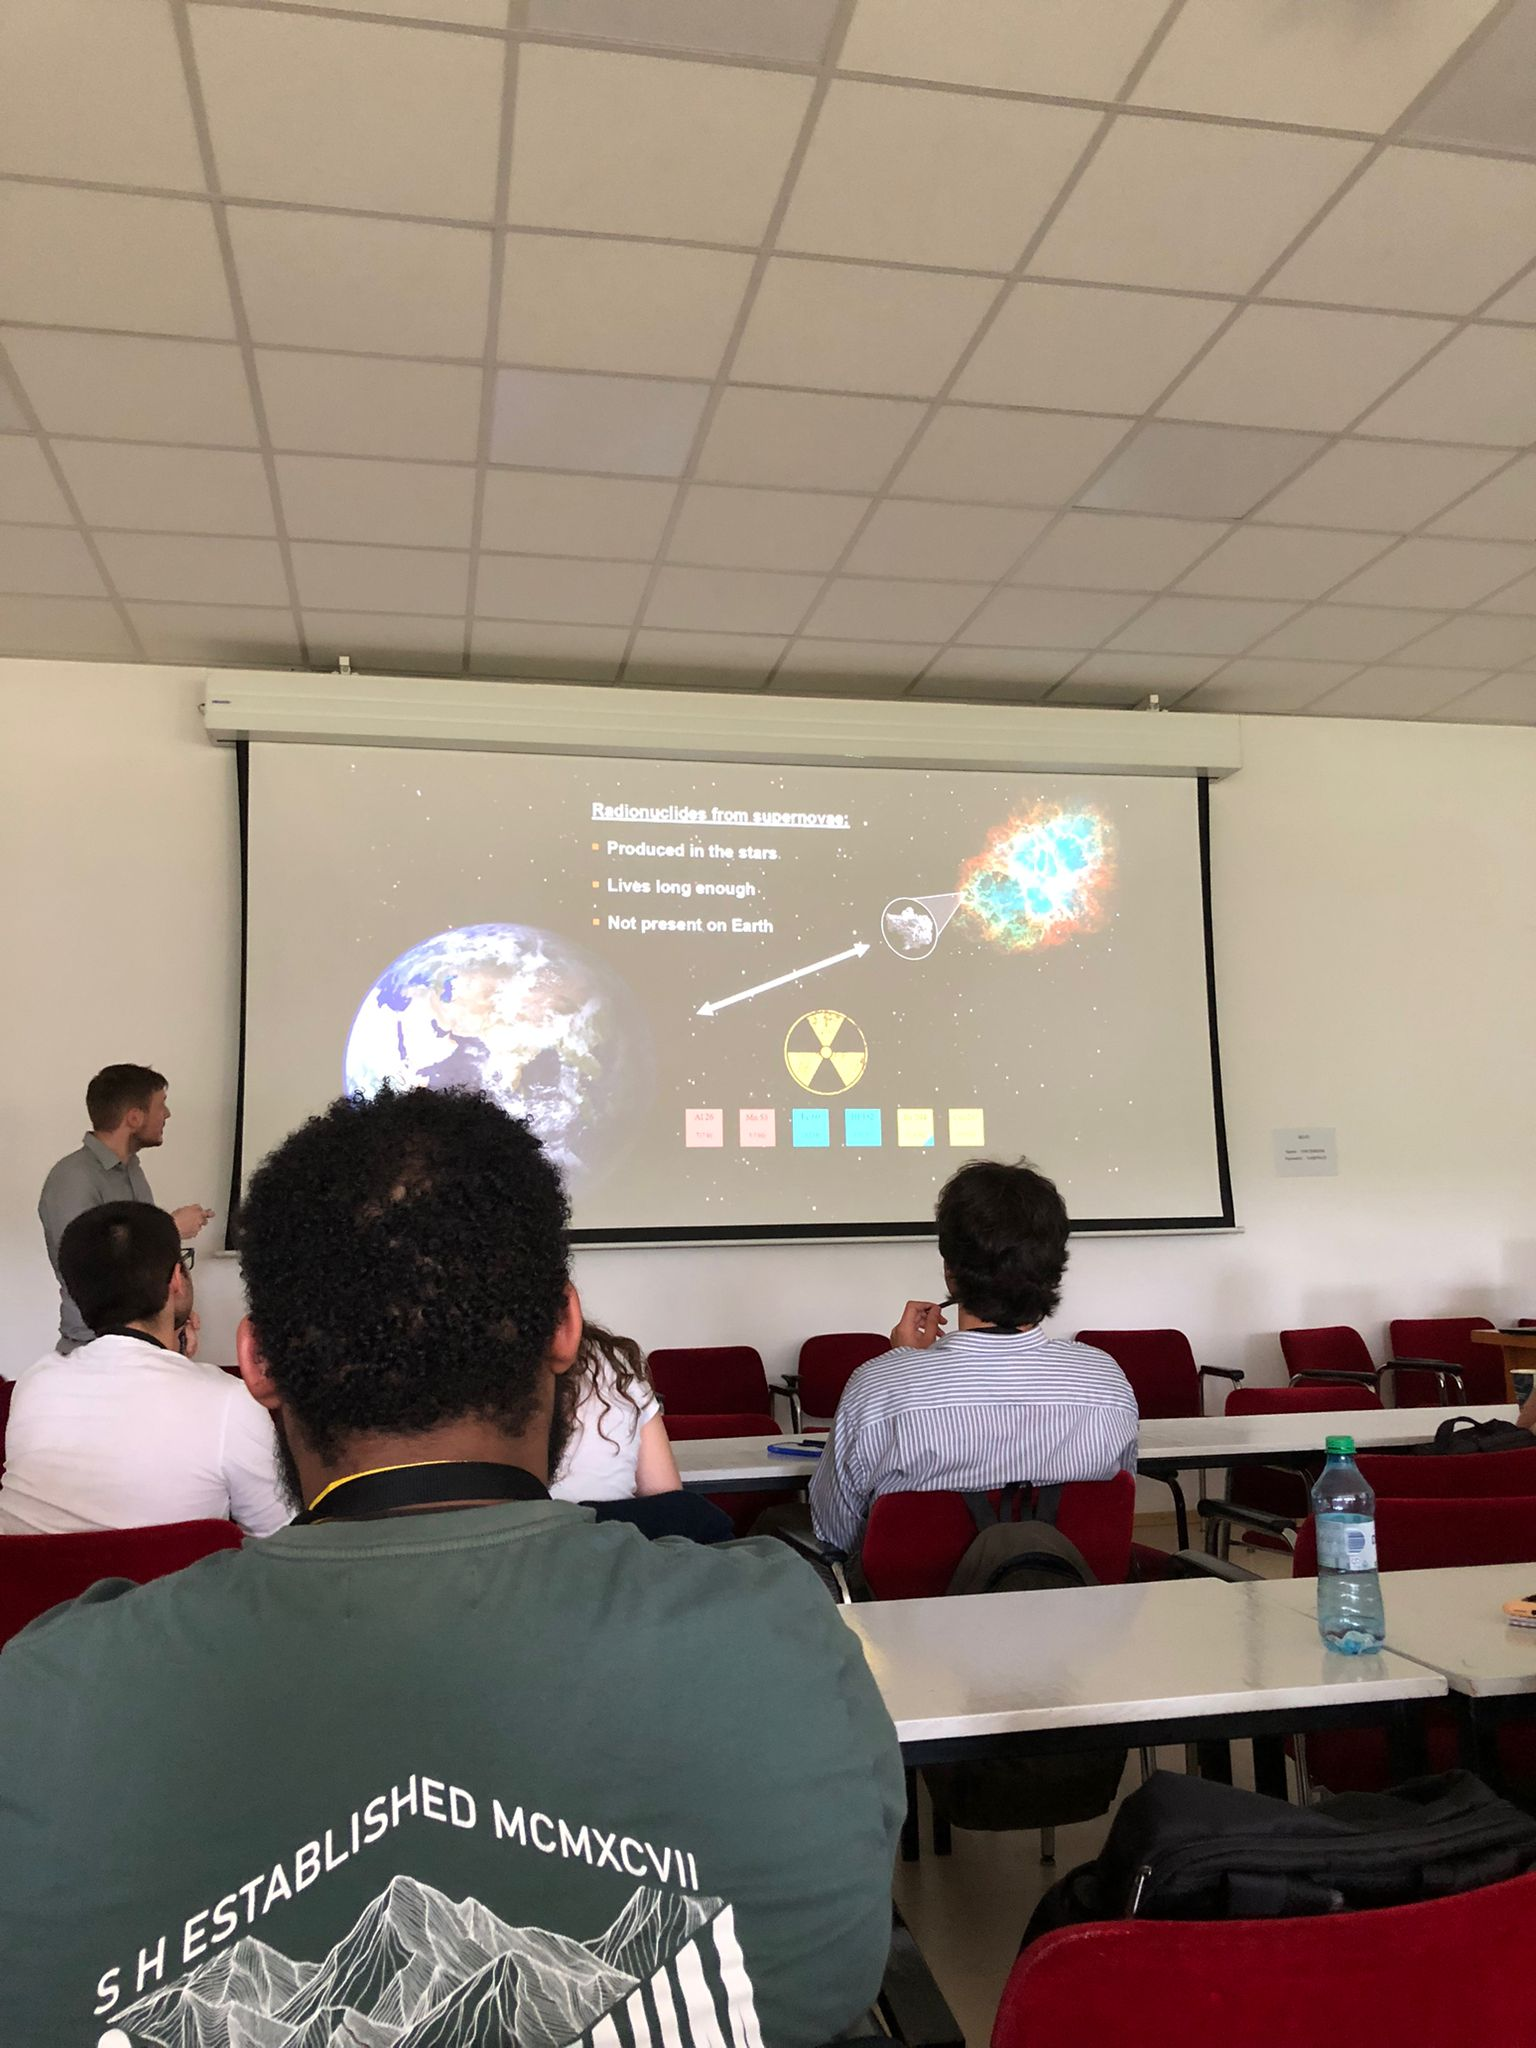 Radionuclides from supernovae:
Produced in the stars
Lives long enough
Not present on Earth
Al 26
Mn 53
S H ESTABLISHED MCMXCVII